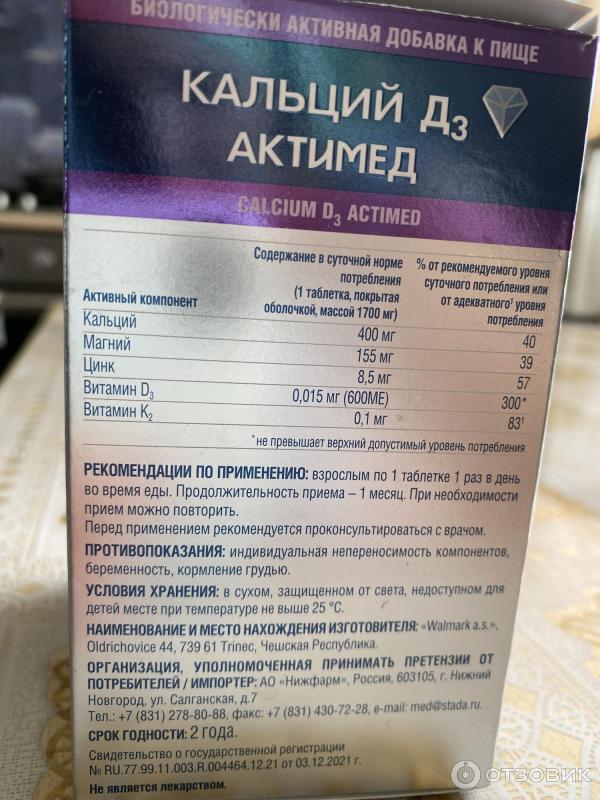 БИОЛОГИЧЕСКИ АКТИВНАЯ ДОБАВКА К ПИЩЕ
КАЛЬЦИЙ Д3
АКТИМЕД
CALCIUM D3 ACTIMED
Активный компонент
Содержание в суточной норме
потребления
(1 таблетка, покрытая
оболочкой, массой 1700 мг)
% от рекомендуемого уровня
суточного потребления или
от адекватного¹ уровня
потребления
Кальций 400 мг 40
Магний 155 мг 39
Цинк 8,5 мг 57
Витамин D3 0,015 мг (600МЕ) 300*
Витамин K2 0,1 мг 83¹
*не превышает верхний допустимый уровень потребления
РЕКОМЕНДАЦИИ ПО ПРИМЕНЕНИЮ: взрослым по 1 таблетке 1 раз в день
во время еды. Продолжительность приема – 1 месяц. При необходимости
прием можно повторить.
Перед применением рекомендуется проконсультироваться с врачом.
ПРОТИВОПОКАЗАНИЯ: индивидуальная непереносимость компонентов,
беременность, кормление грудью.
УСЛОВИЯ ХРАНЕНИЯ: в сухом, защищенном от света, недоступном для
детей месте при температуре не выше 25 °С.
НАИМЕНОВАНИЕ И МЕСТО НАХОЖДЕНИЯ ИЗГОТОВИТЕЛЯ: «Walmark a.s.»,
Oldrichovice 44, 739 61 Trinec, Чешская Республика.
ОРГАНИЗАЦИЯ, УПОЛНОМОЧЕННАЯ ПРИНИМАТЬ ПРЕТЕНЗИИ ОТ
ПОТРЕБИТЕЛЕЙ / ИМПОРТЕР: АО «Нижфарм», Россия, 603105, г. Нижний
Новгород, ул. Салганская, д.7
Тел.: +7 (831) 278-80-88, факс: +7 (831) 430-72-28, e-mail: med@stada.ru.
СРОК ГОДНОСТИ: 2 года.
Свидетельство о государственной регистрации
№ RU.77.99.11.003.R.004464.12.21 от 03.12.2021 г.
Не является лекарством.
ОТЗОВИК